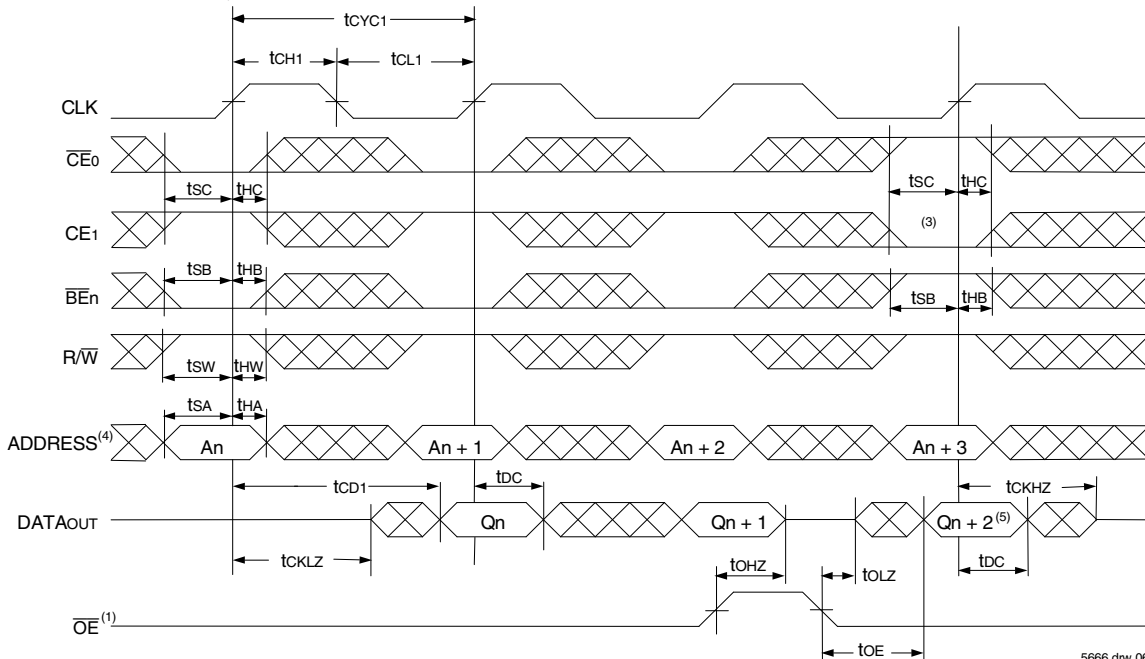 tCYC1
tCH1 tCL1
CLK
CE0
tSC tHC tSC tHC
CE1 (3)
tSB tHB
BEn
tSB tHB
R/W
tSW tHW
tSA tHA
ADDRESS(4) An An + 1 An + 2 An + 3
tCD1 tDC tCKHZ
DATAOUT Qn Qn + 1 Qn + 2(5)
tCKLZ tOHZ tOLZ tDC
OE(1)
tOE